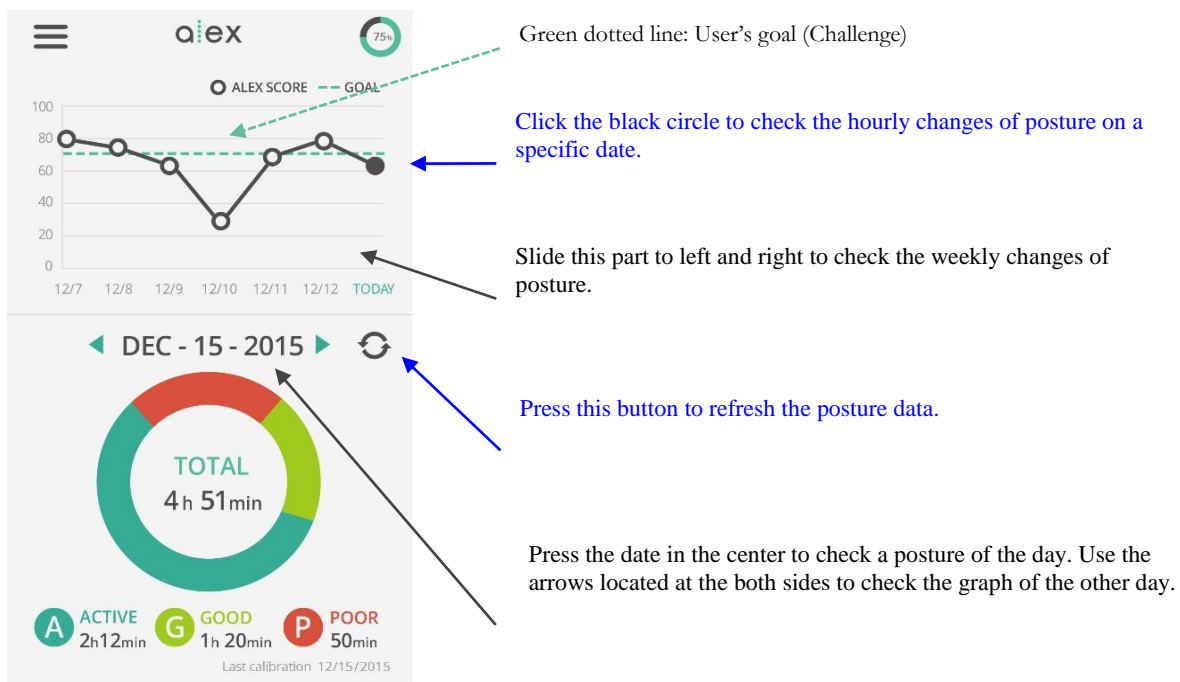 alex
75%
Green dotted line: User's goal (Challenge)
ALEX SCORE
GOAL
100
80
60
40
20
0
12/7 12/8 12/9 12/10 12/11 12/12 TODAY
Click the black circle to check the hourly changes of posture on a
specific date.
Slide this part to left and right to check the weekly changes of
posture.
DEC - 15 - 2015
Press this button to refresh the posture data.
TOTAL
4h 51min
Press the date in the center to check a posture of the day. Use the
arrows located at the both sides to check the graph of the other day.
A ACTIVE
2h12min
G GOOD
1h 20min
P POOR
50min
Last calibration 12/15/2015